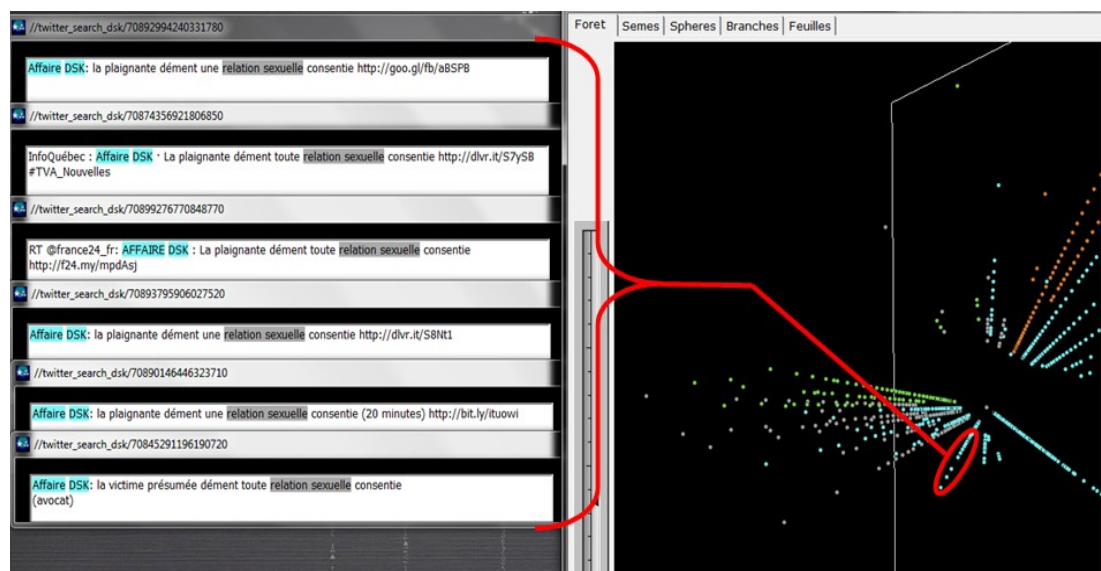 //twitter_search_dsk/70892994240331780
Affaire DSK: la plaignante dément une relation sexuelle consentie http://goo.gl/fb/aBSPB
//twitter_search_dsk/70874356921806850
InfoQuébec : Affaire DSK · La plaignante dément toute relation sexuelle consentie http://dlvr.it/S7yS8
#TVA_Nouvelles
//twitter_search_dsk/70899276770848770
RT @france24_fr: AFFAIRE DSK : La plaignante dément toute relation sexuelle consentie
http://f24.my/mpdAsj
//twitter_search_dsk/70893795906027520
Affaire DSK: la plaignante dément une relation sexuelle consentie http://dlvr.it/S8Nt1
//twitter_search_dsk/70890146446323710
Affaire DSK: la plaignante dément une relation sexuelle consentie (20 minutes) http://bit.ly/ituowi
//twitter_search_dsk/70845291196190720
Affaire DSK: la victime présumée dément toute relation sexuelle consentie
(avocat)
Foret Semes Spheres Branches Feuilles